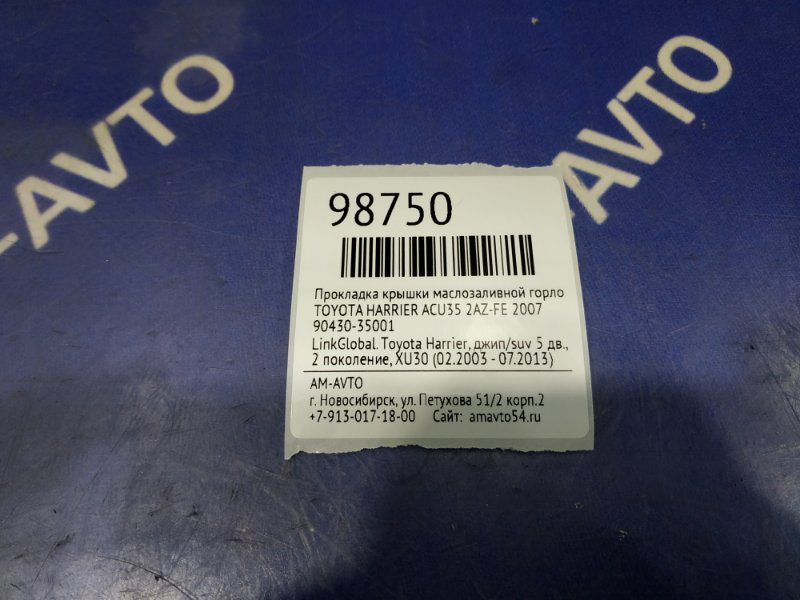 -AVTO
-AVTO
98750
Прокладка крышки маслозаливной горло
TOYOTA HARRIER ACU35 2AZ-FE 2007
90430-35001
LinkGlobal. Toyota Harrier, джип/suv 5 дв.,
2 поколение, XU30 (02.2003 - 07.2013)
AM-AVTO
г. Новосибирск, ул. Петухова 51/2 корп.2
+7-913-017-18-00 Сайт: amavto54.ru